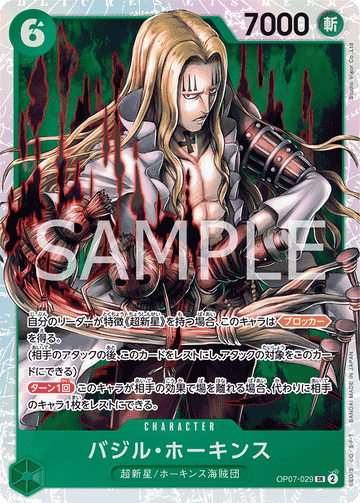 6
7000
斬
SAMPLE
自分のリーダーが特徴《超新星》を持つ場合、このキャラは ブロッカー
を得る。
(相手のアタックの後、このカードをレストにし、アタックの対象をこのカー
ドにできる)
ターン1回 このキャラが相手の効果で場を離れる場合、代わりに相手
のキャラ1枚をレストにできる。
CHARACTER
バジル・ホーキンス
超新星/ホーキンス海賊団
OP07-029 SR 2